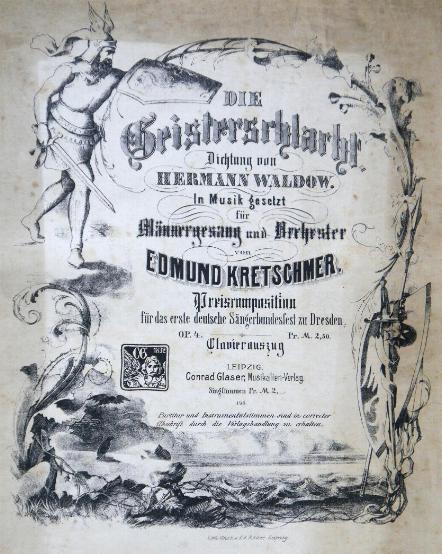 DIE
Geisterschlacht.
Dichtung von
HERMANN WALDOW.
In Musik gesetzt
für
Männergesang und Orchester
von
EDMUND KRETSCHMER.
Preiscomposition
für das erste deutsche Sängerbundesfest zu Dresden.
OP. 4. Pr. M. 2,50.
Clavierauszug
LEIPZIG.
Conrad Glaser, Musikalien-Verlag.
Singstimmen Pr. M. 2,
Partitur und Instrumentalstimmen sind in correcter
Abschrift durch die Verlagshandlung zu erhalten.